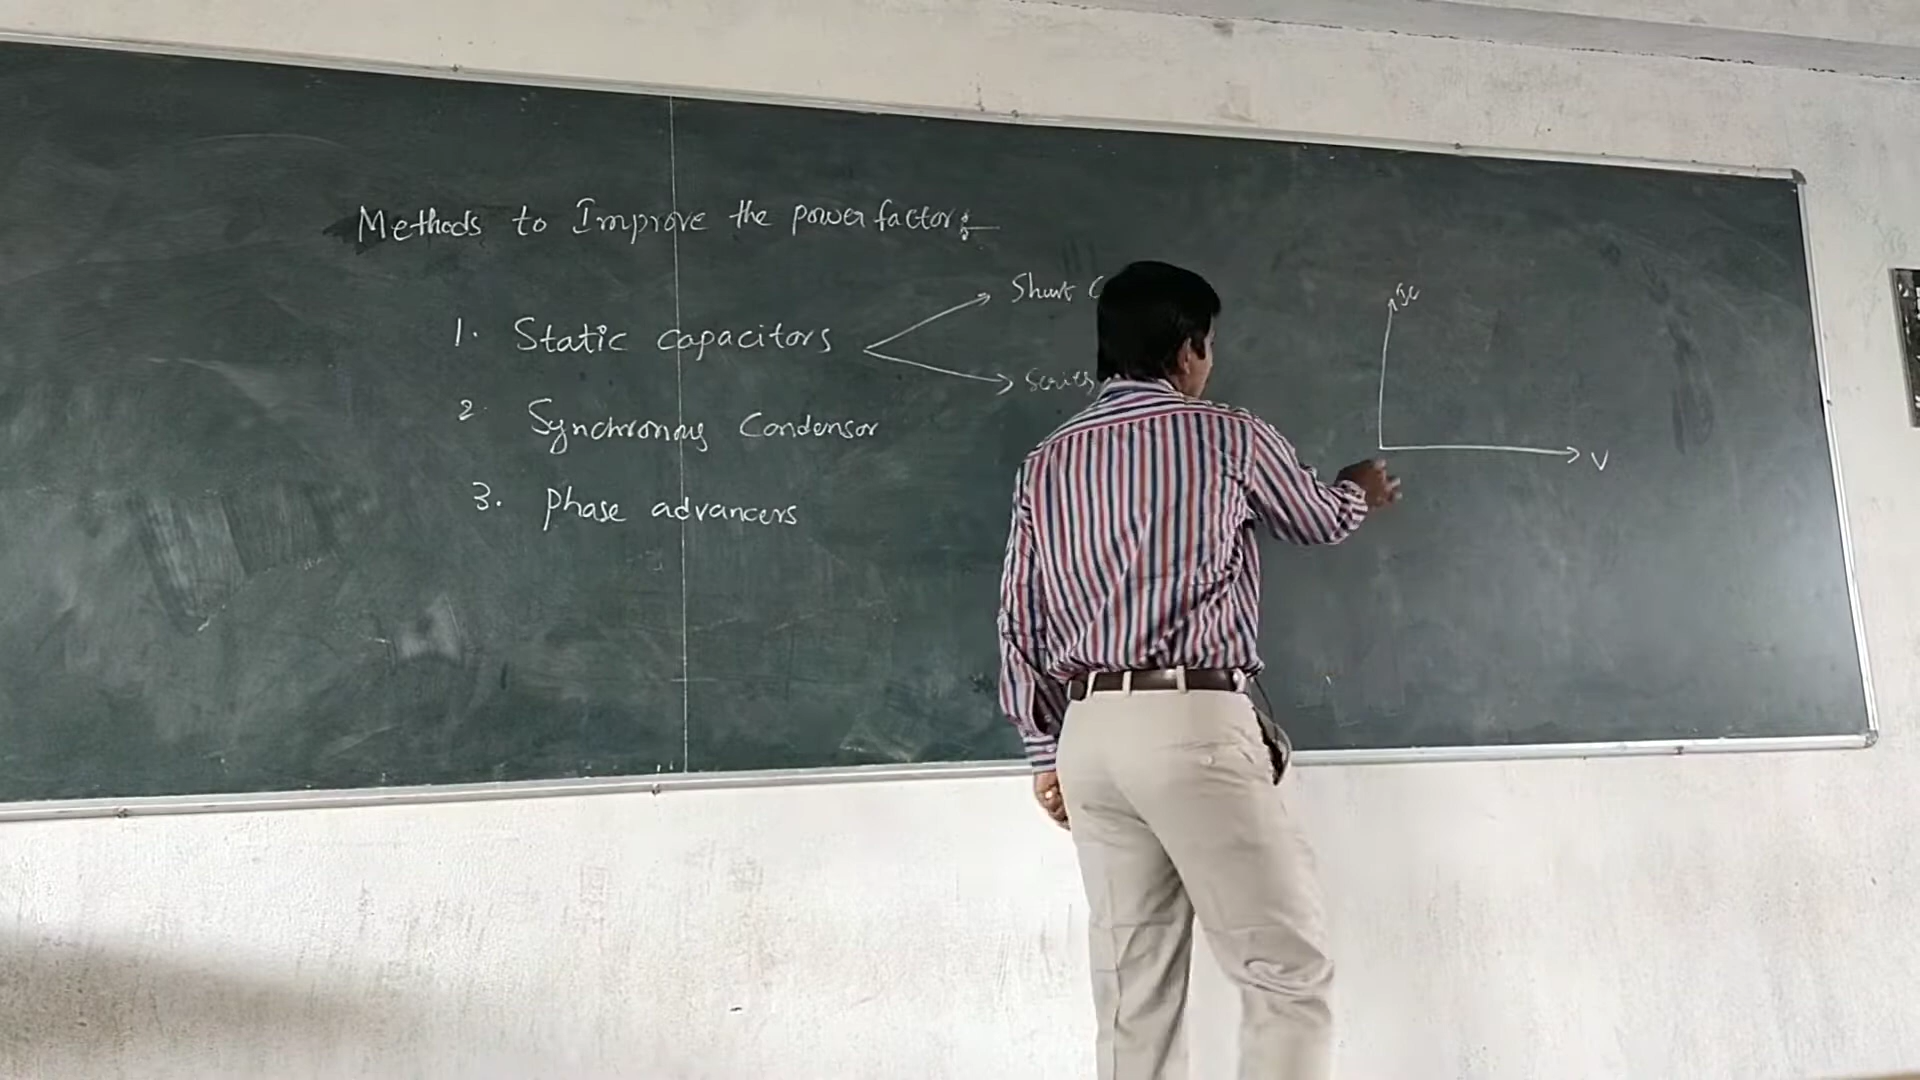 Methods to Improve the power factor:-
Shunt C
1. Static capacitors
Series
2. Synchronous Condensor
3. phase advancers
V